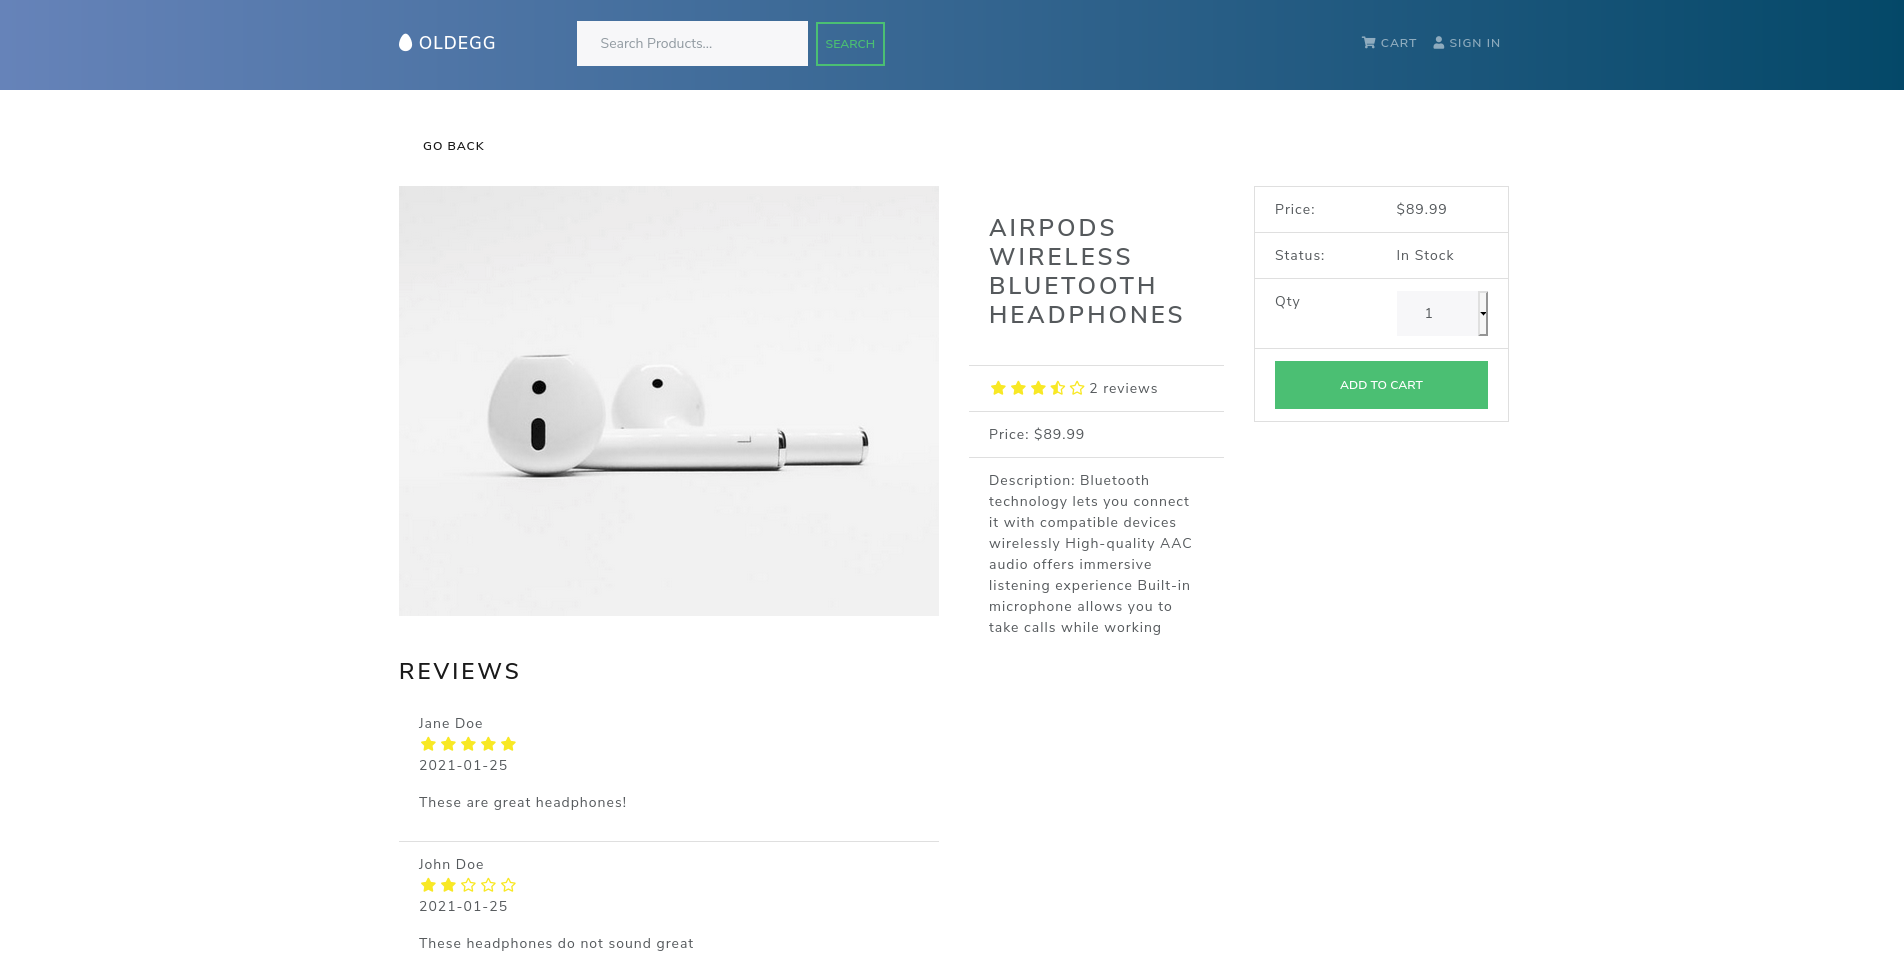 OLDEGG
Search Products...
SEARCH
CART
SIGN IN
GO BACK
AIRPODS
WIRELESS
BLUETOOTH
HEADPHONES
2 reviews
Price: $89.99
Description: Bluetooth
technology lets you connect
it with compatible devices
wirelessly High-quality AAC
audio offers immersive
listening experience Built-in
microphone allows you to
take calls while working
Price: $89.99
Status: In Stock
Qty 1
ADD TO CART
REVIEWS
Jane Doe
2021-01-25
These are great headphones!
John Doe
2021-01-25
These headphones do not sound great